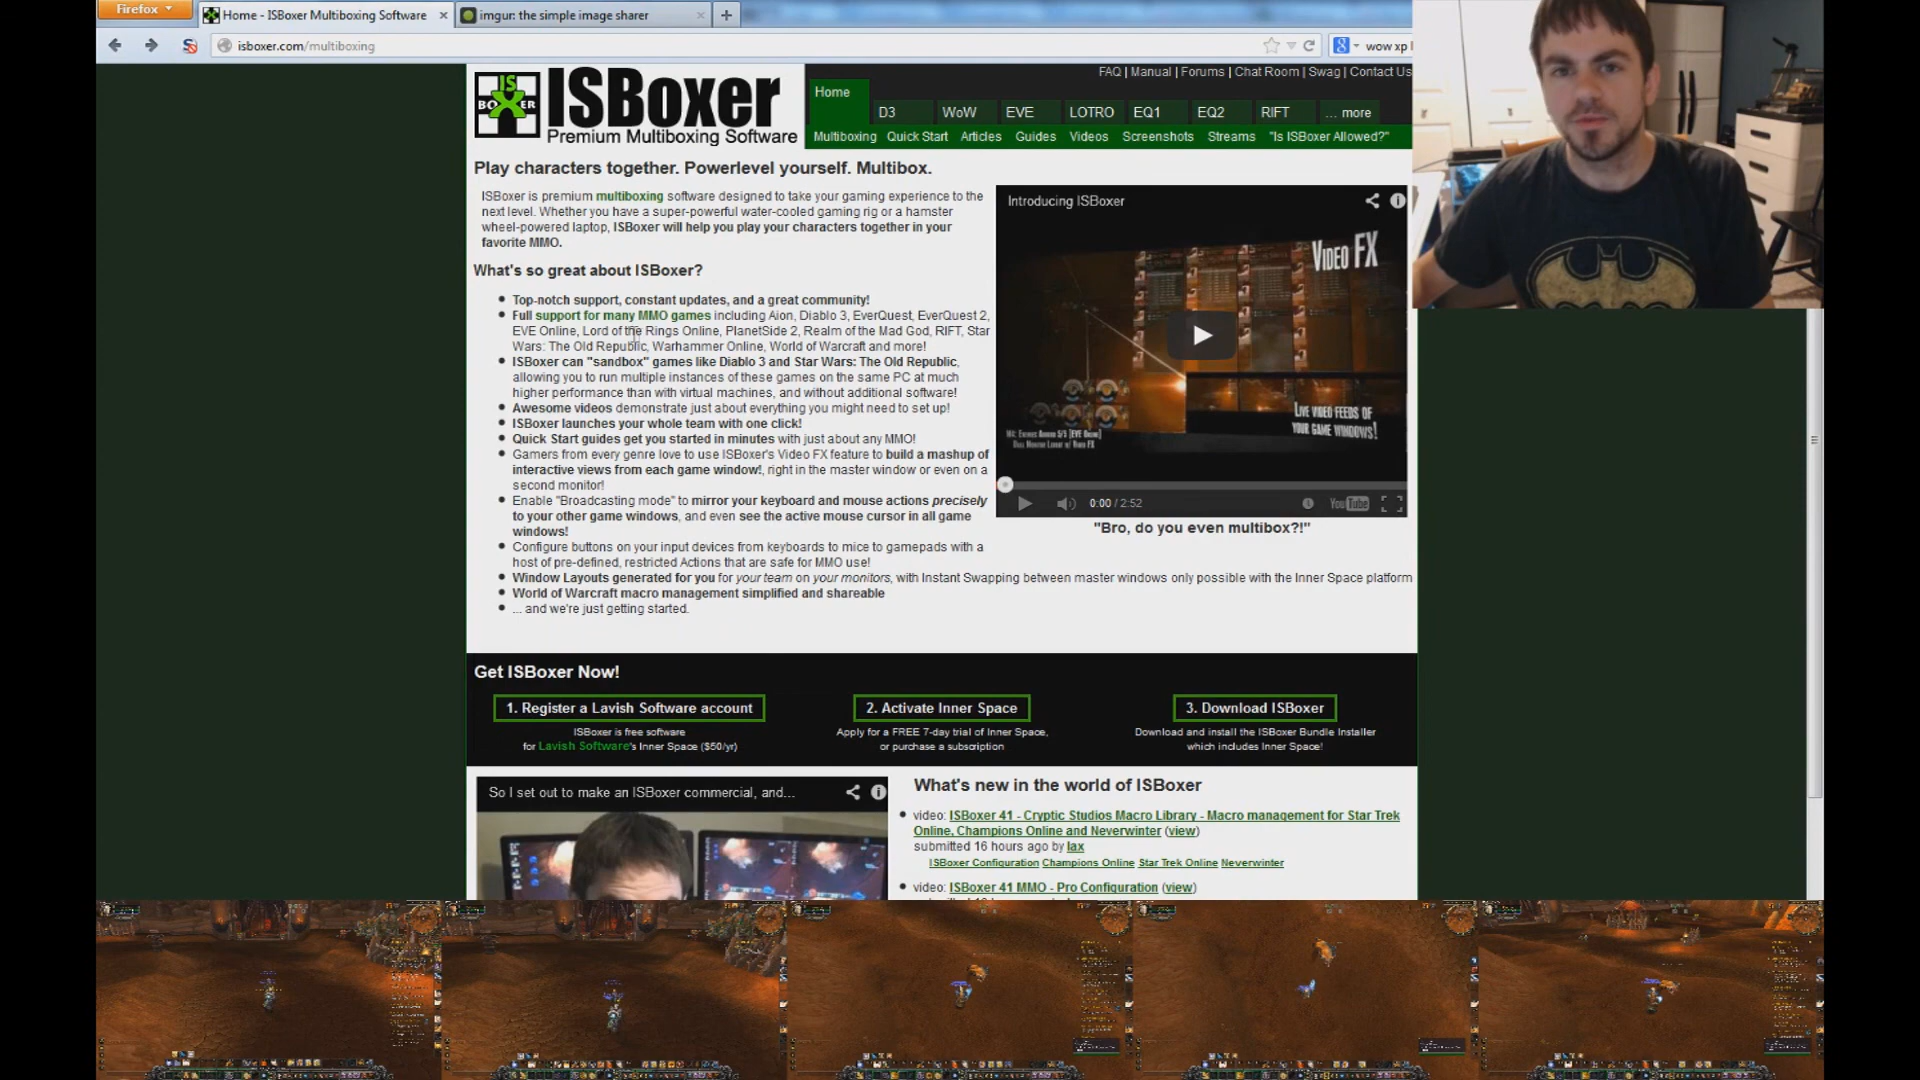 Firefox
Home - ISBoxer Multiboxing Software
imgur: the simple image sharer
isboxer.com/multiboxing
wow xp
IS
BOXER
ISBoxer
Premium Multiboxing Software
FAQ | Manual | Forums | Chat Room | Swag | Contact Us
Home
D3 WoW EVE LOTRO EQ1 EQ2 RIFT ... more
Multiboxing Quick Start Articles Guides Videos Screenshots Streams "Is ISBoxer Allowed?"
Play characters together. Powerlevel yourself. Multibox.
ISBoxer is premium multiboxing software designed to take your gaming experience to the
next level. Whether you have a super-powerful water-cooled gaming rig or a hamster
wheel-powered laptop, ISBoxer will help you play your characters together in your
favorite MMO.
What's so great about ISBoxer?
Top-notch support, constant updates, and a great community!
Full support for many MMO games including Aion, Diablo 3, EverQuest, EverQuest 2,
EVE Online, Lord of the Rings Online, PlanetSide 2, Realm of the Mad God, RIFT, Star
Wars: The Old Republic, Warhammer Online, World of Warcraft and more!
ISBoxer can "sandbox" games like Diablo 3 and Star Wars: The Old Republic,
allowing you to run multiple instances of these games on the same PC at much
higher performance than with virtual machines, and without additional software!
Awesome videos demonstrate just about everything you might need to set up!
ISBoxer launches your whole team with one click!
Quick Start guides get you started in minutes with just about any MMO!
Gamers from every genre love to use ISBoxer's Video FX feature to build a mashup of
interactive views from each game window!, right in the master window or even on a
second monitor!
Enable "Broadcasting mode" to mirror your keyboard and mouse actions precisely
to your other game windows, and even see the active mouse cursor in all game
windows!
Configure buttons on your input devices from keyboards to mice to gamepads with a
host of pre-defined, restricted Actions that are safe for MMO use!
Window Layouts generated for you for your team on your monitors, with Instant Swapping between master windows only possible with the Inner Space platform
World of Warcraft macro management simplified and shareable
... and we're just getting started.
Introducing ISBoxer
VIDEO FX
LIVE VIDEO FEEDS OF
YOUR GAME WINDOWS!
0:00 / 2:52
YouTube
"Bro, do you even multibox?!"
Get ISBoxer Now!
1. Register a Lavish Software account
ISBoxer is free software
for Lavish Software's Inner Space ($50/yr)
2. Activate Inner Space
Apply for a FREE 7-day trial of Inner Space,
or purchase a subscription
3. Download ISBoxer
Download and install the ISBoxer Bundle Installer
which includes Inner Space!
So I set out to make an ISBoxer commercial, and...
What's new in the world of ISBoxer
video: ISBoxer 41 - Cryptic Studios Macro Library - Macro management for Star Trek
Online, Champions Online and Neverwinter (view)
submitted 16 hours ago by lax
ISBoxer Configuration Champions Online Star Trek Online Neverwinter
video: ISBoxer 41 MMO - Pro Configuration (view)